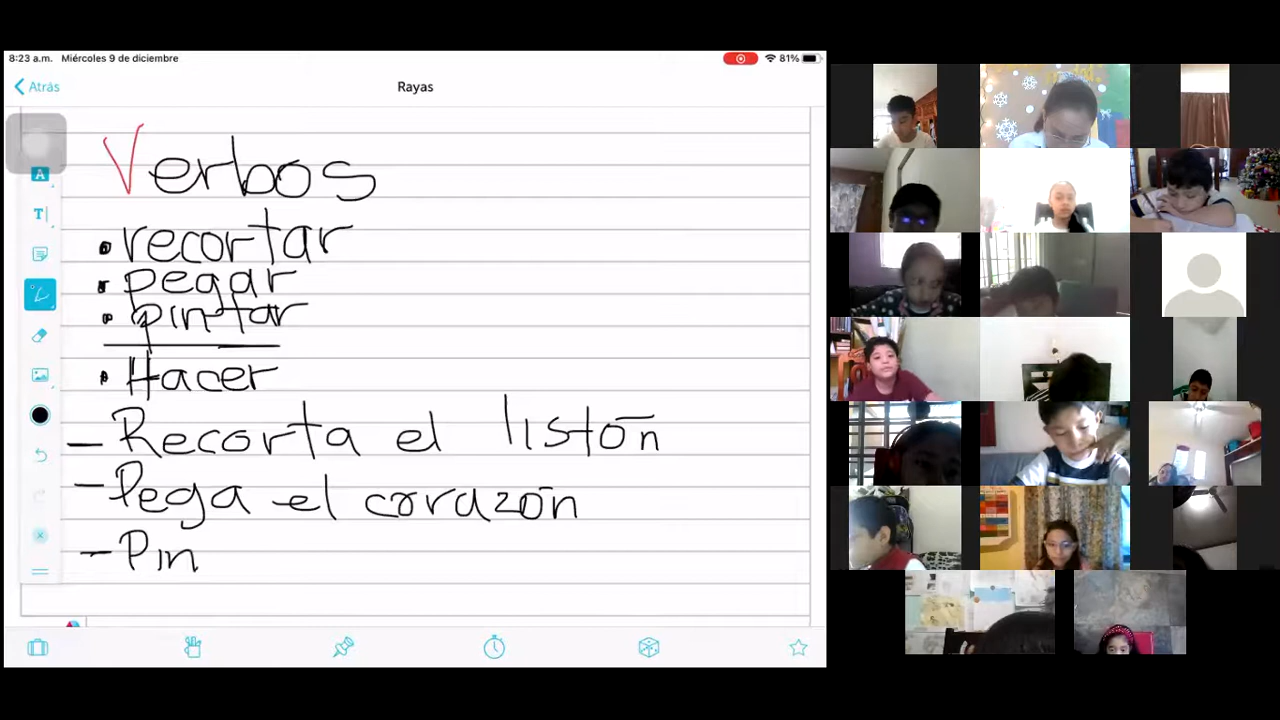 8:23 a.m. Miércoles 9 de diciembre 81%
Atrás Rayas
Verbos
• recortar
• pegar
• pintar
• Hacer
- Recorta el listón
- Pega el corazón
- Pin